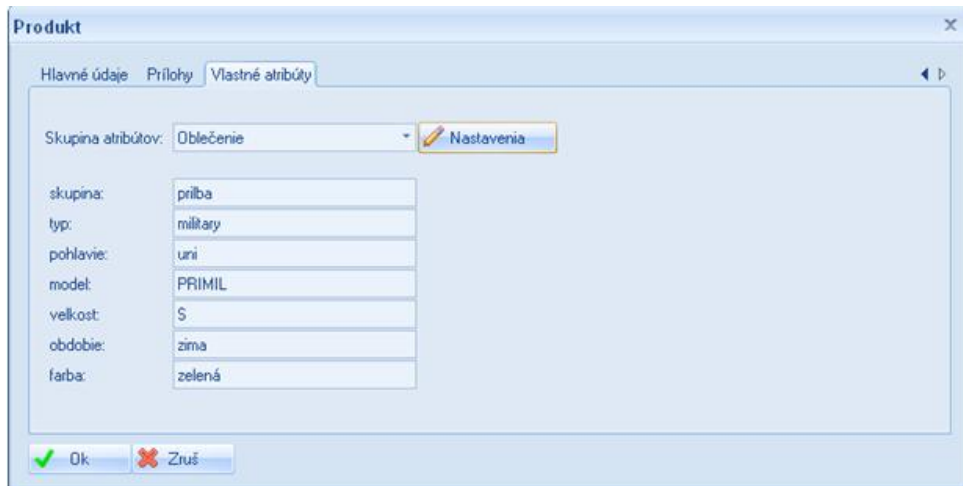 Produkt
Hlavné údaje Prílohy Vlastné atribúty
Skupina atribútov: Oblečenie Nastavenia
skupina: prilba
typ: military
pohlavie: uni
model: PRIMIL
velkost: S
obdobie: zima
farba: zelená
Ok Zruš